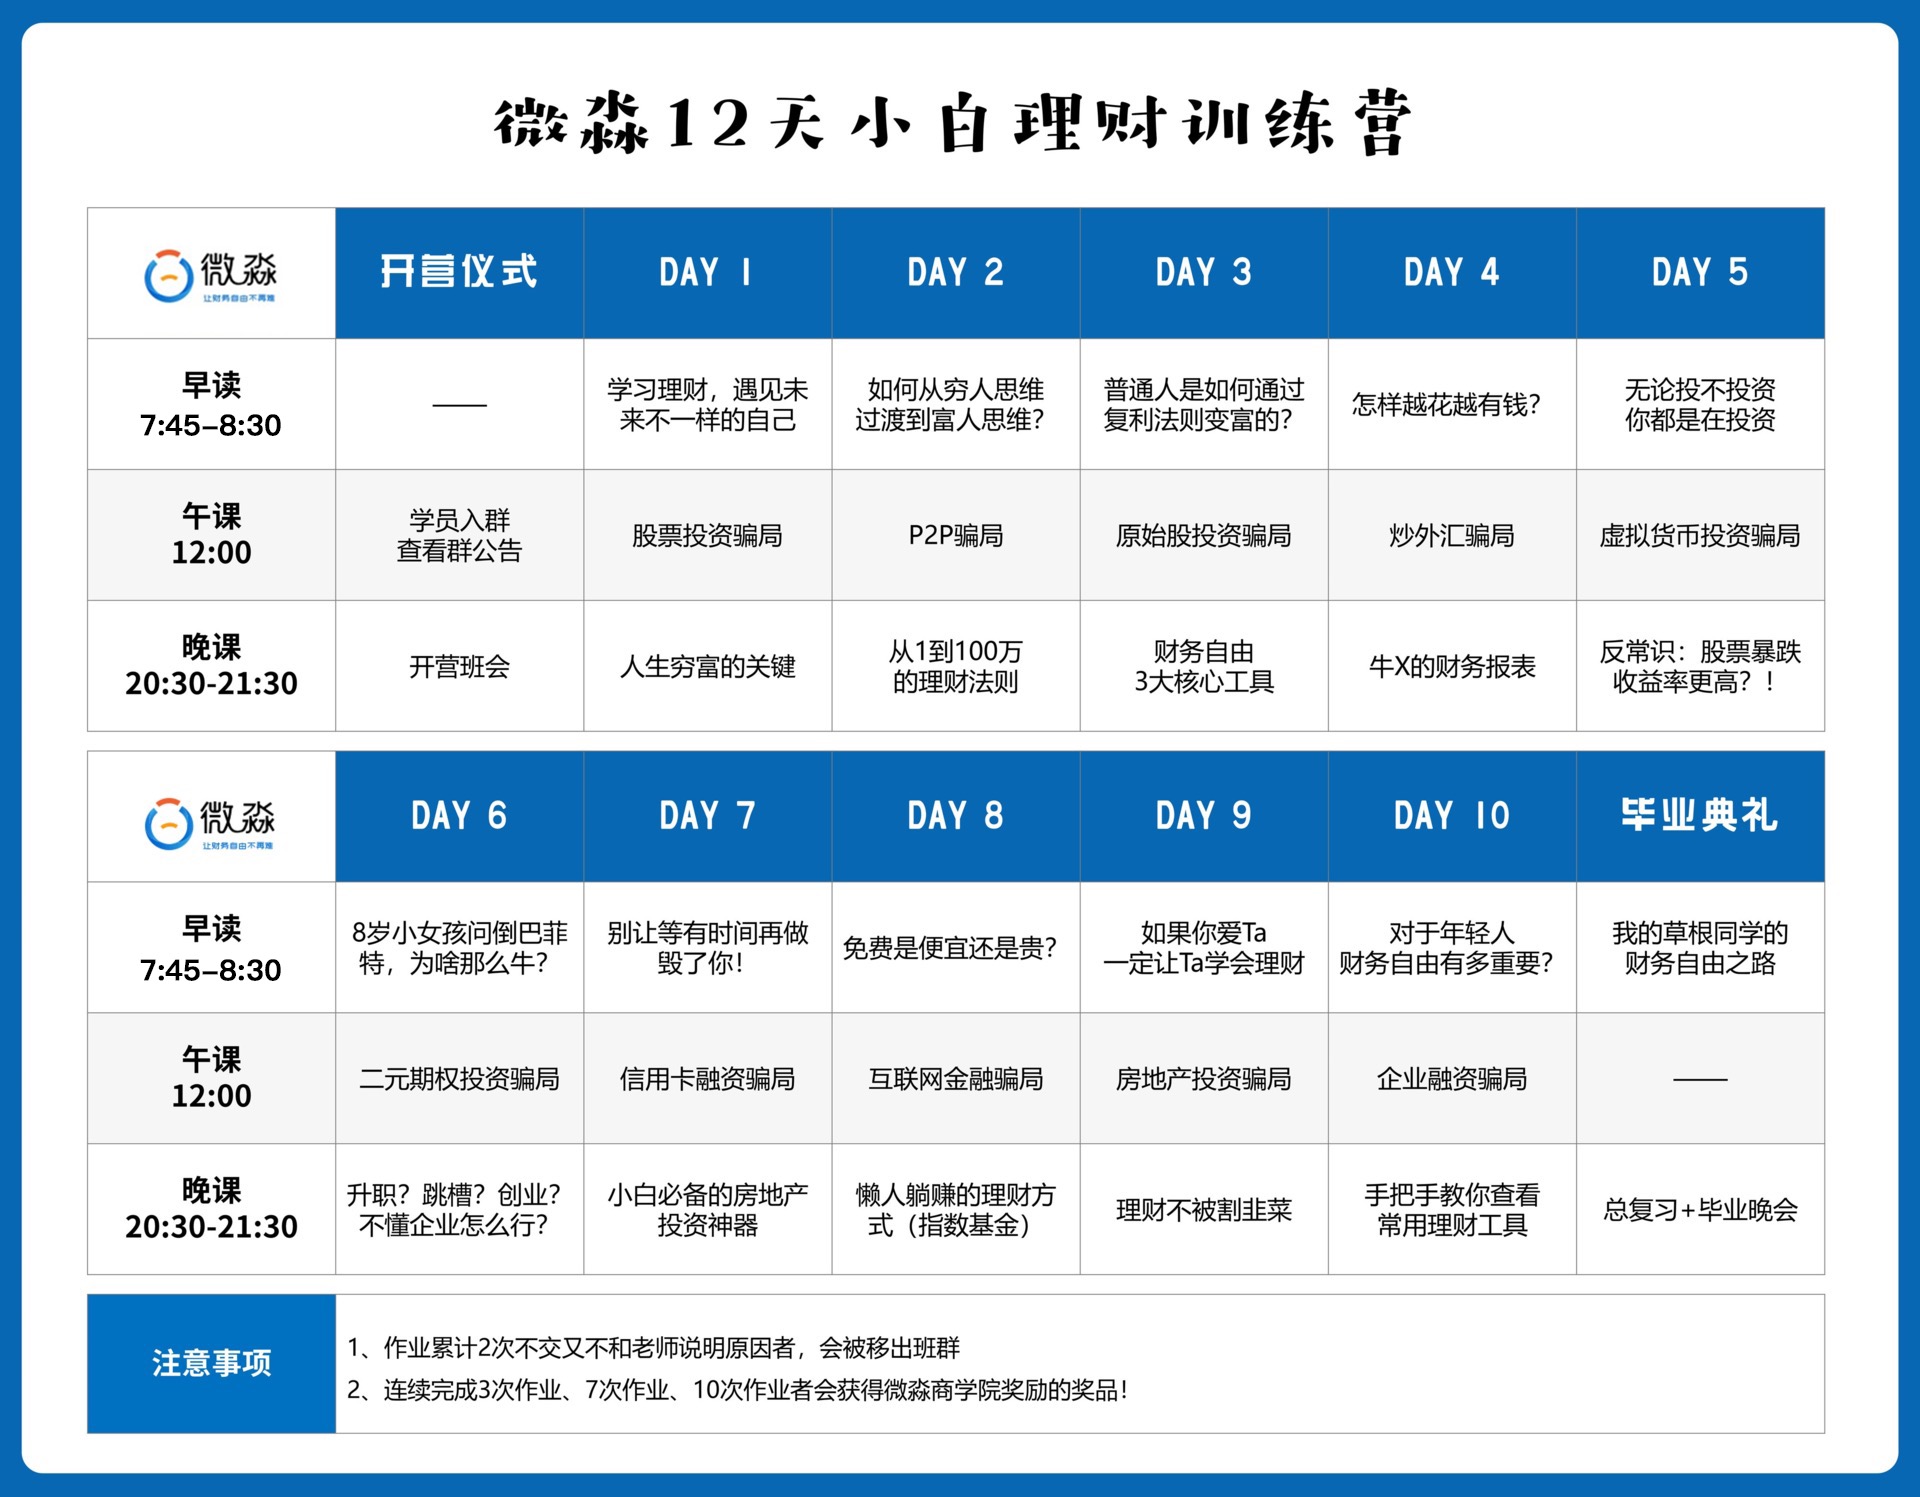 微淼12天小白理财训练营
微淼
让财务自由不再难
开营仪式
DAY 1
DAY 2
DAY 3
DAY 4
DAY 5
早读
7:45-8:30
——
学习理财，遇见未
来不一样的自己
如何从穷人思维
过渡到富人思维？
普通人是如何通过
复利法则变富的？
怎样越花越有钱？
无论投不投资
你都是在投资
午课
12:00
学员入群
查看群公告
股票投资骗局
P2P骗局
原始股投资骗局
炒外汇骗局
虚拟货币投资骗局
晚课
20:30-21:30
开营班会
人生穷富的关键
从1到100万
的理财法则
财务自由
3大核心工具
牛X的财务报表
反常识：股票暴跌
收益率更高？！
微淼
让财务自由不再难
DAY 6
DAY 7
DAY 8
DAY 9
DAY 10
毕业典礼
早读
7:45-8:30
8岁小女孩问倒巴菲
特，为啥那么牛？
别让等有时间再做
毁了你！
免费是便宜还是贵？
如果你爱Ta
一定让Ta学会理财
对于年轻人
财务自由有多重要？
我的草根同学的
财务自由之路
午课
12:00
二元期权投资骗局
信用卡融资骗局
互联网金融骗局
房地产投资骗局
企业融资骗局
——
晚课
20:30-21:30
升职？跳槽？创业？
不懂企业怎么行？
小白必备的房地产
投资神器
懒人躺赚的理财方
式（指数基金）
理财不被割韭菜
手把手教你查看
常用理财工具
总复习+毕业晚会
注意事项
1、作业累计2次不交又不和老师说明原因者，会被移出班群
2、连续完成3次作业、7次作业、10次作业者会获得微淼商学院奖励的奖品！